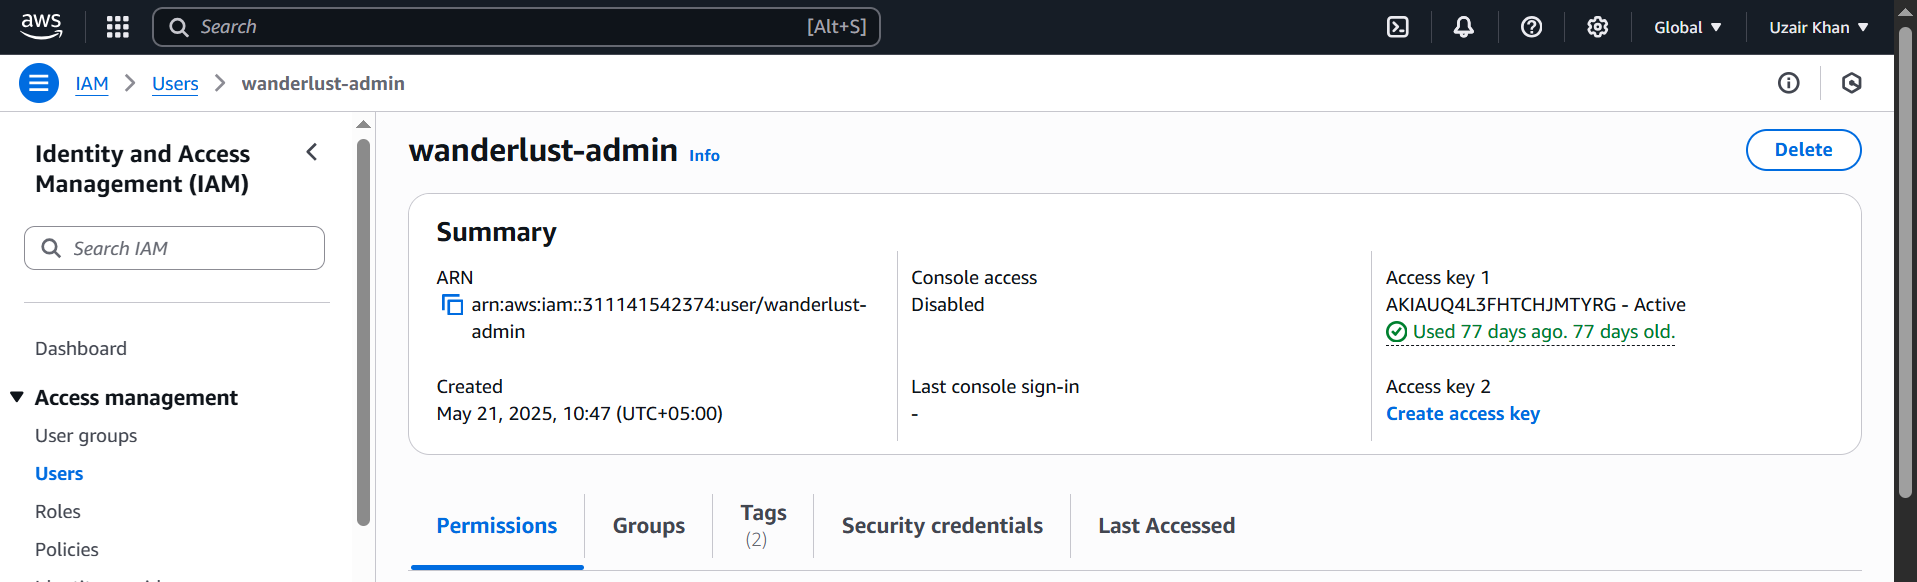 aws
Search [Alt+S]
Global
Uzair Khan
IAM
Users
wanderlust-admin
Identity and Access
Management (IAM)
Search IAM
Dashboard
Access management
User groups
Users
Roles
Policies
wanderlust-admin Info
Delete
Summary
ARN
arn:aws:iam::311141542374:user/wanderlust-
admin
Created
May 21, 2025, 10:47 (UTC+05:00)
Console access
Disabled
Last console sign-in
-
Access key 1
AKIAUQ4L3FHTCHJMTYRG - Active
Used 77 days ago. 77 days old.
Access key 2
Create access key
Permissions
Groups
Tags
(2)
Security credentials
Last Accessed